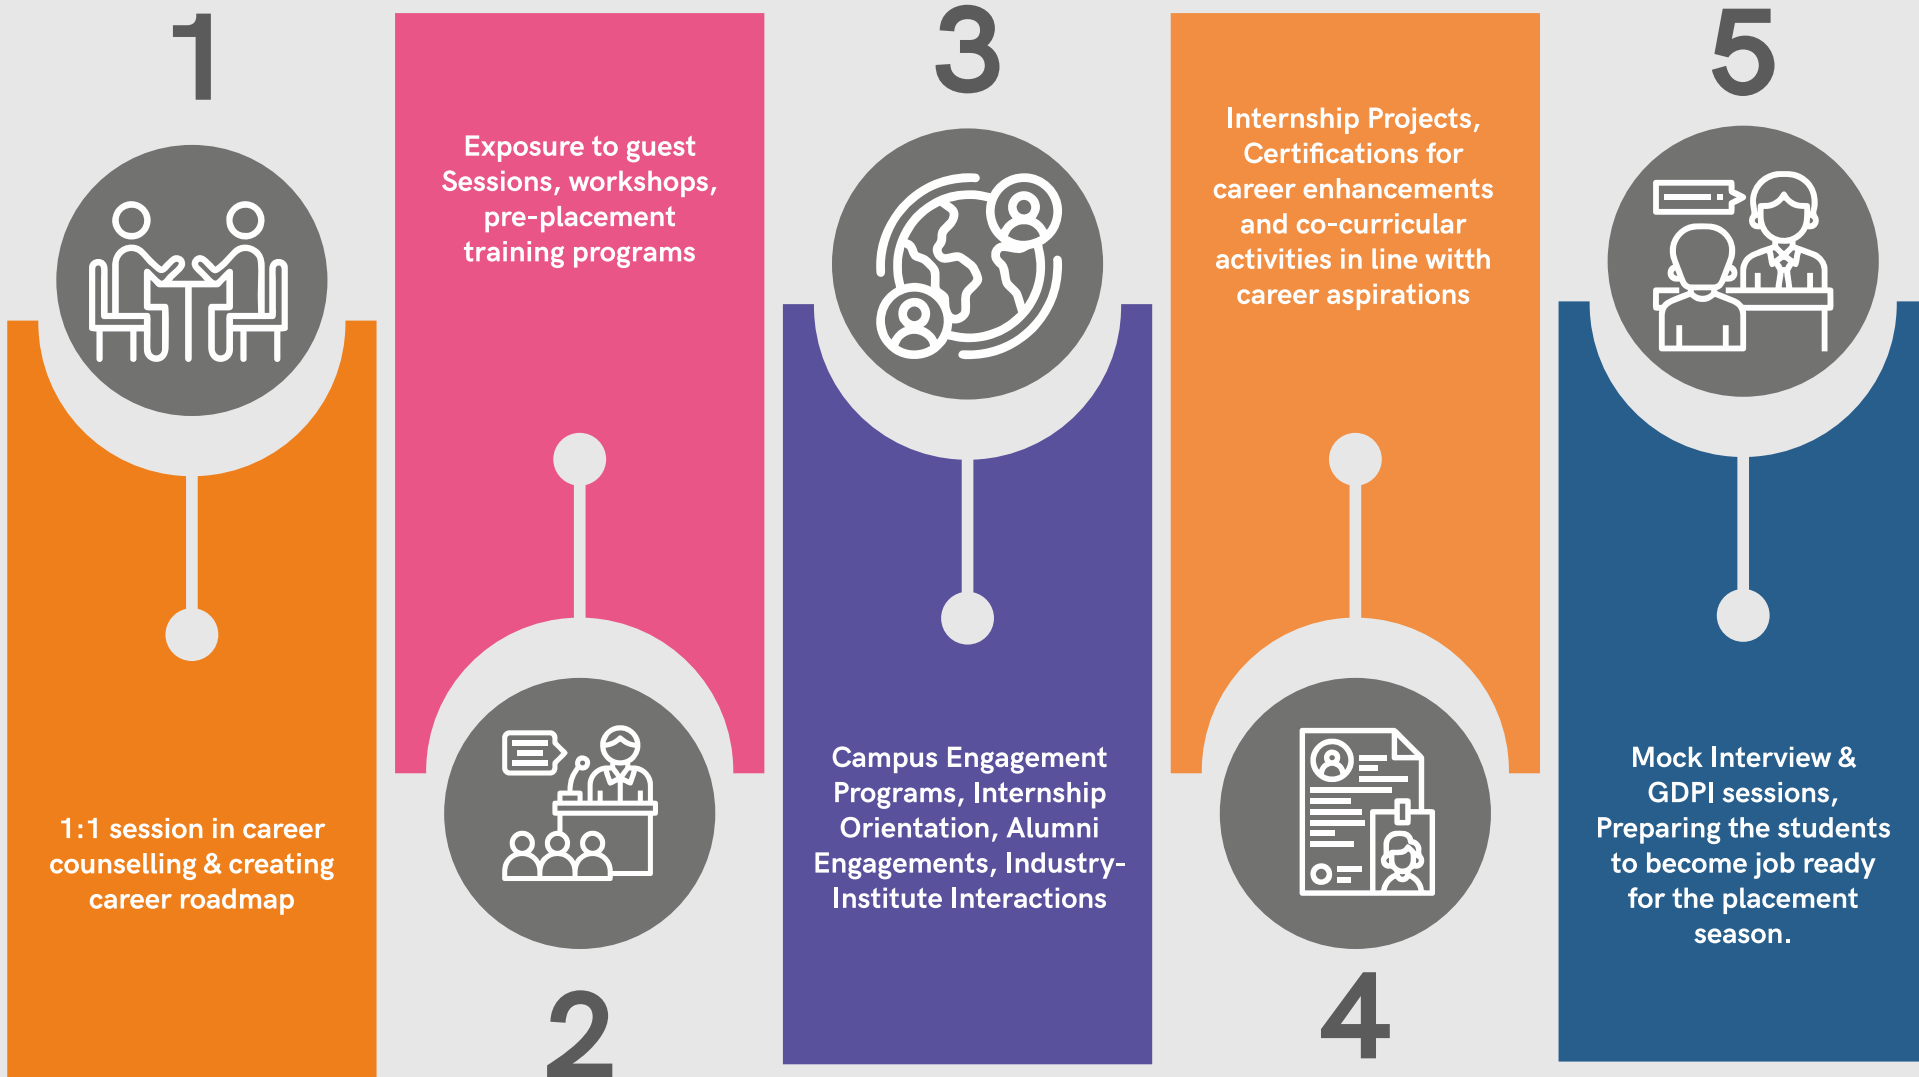 1
1:1 session in career
counselling & creating
career roadmap
Exposure to guest
Sessions, workshops,
pre-placement
training programs
2
3
Campus Engagement
Programs, Internship
Orientation, Alumni
Engagements, Industry-
Institute Interactions
Internship Projects,
Certifications for
career enhancements
and co-curricular
activities in line witth
career aspirations
4
5
Mock Interview &
GDPI sessions,
Preparing the students
to become job ready
for the placement
season.